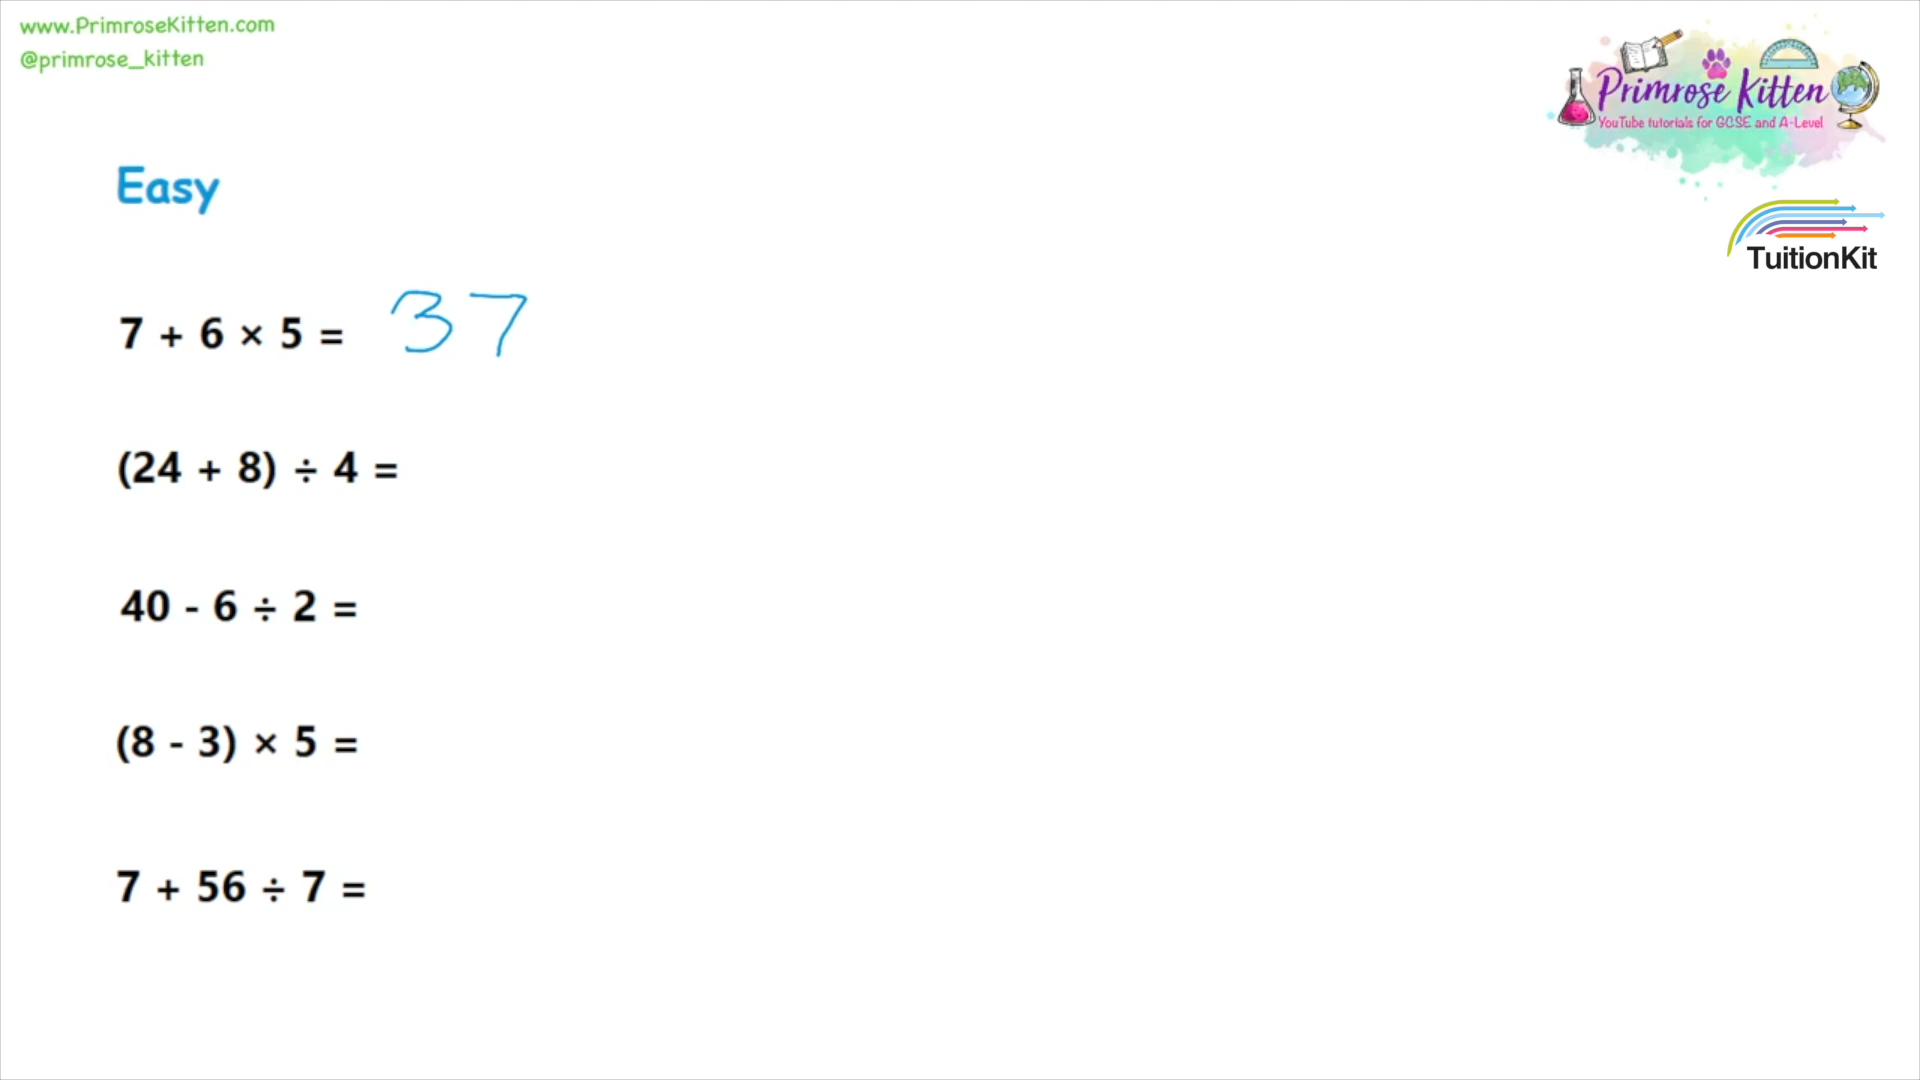 www.PrimroseKitten.com
@primrose_kitten
Primrose Kitten
YouTube tutorials for GCSE and A-Level
TuitionKit
Easy
7 + 6 × 5 = 37
(24 + 8) ÷ 4 =
40 - 6 ÷ 2 =
(8 - 3) × 5 =
7 + 56 ÷ 7 =